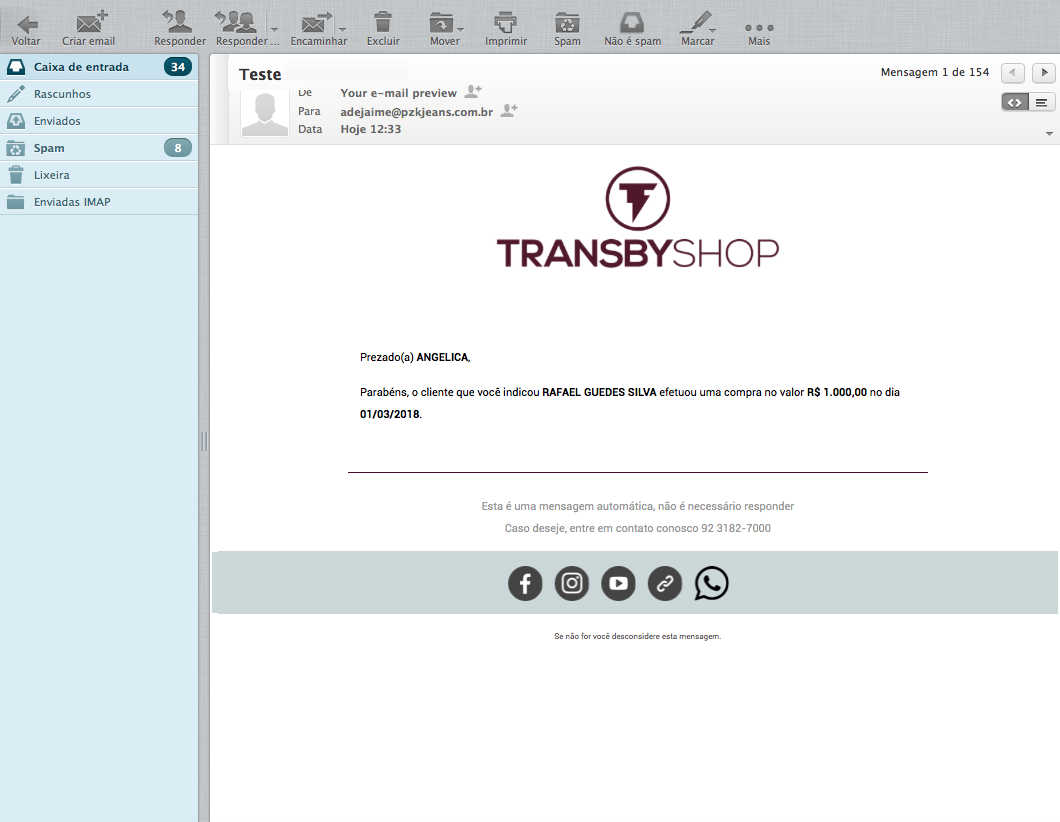 Voltar
Criar email
Responder
Responder ...
Encaminhar
Excluir
Mover
Imprimir
Spam
Não é spam
Marcar
Mais
Caixa de entrada 34
Rascunhos
Enviados
Spam 8
Lixeira
Enviadas IMAP
Teste
Mensagem 1 de 154
De Your e-mail preview
Para adejaime@pzkjeans.com.br
Data Hoje 12:33
TRANSBYSHOP
Prezado(a) ANGELICA,
Parabéns, o cliente que você indicou RAFAEL GUEDES SILVA efetuou uma compra no valor R$ 1.000,00 no dia
01/03/2018.
Esta é uma mensagem automática, não é necessário responder
Caso deseje, entre em contato conosco 92 3182-7000
Se não for você desconsidere esta mensagem.